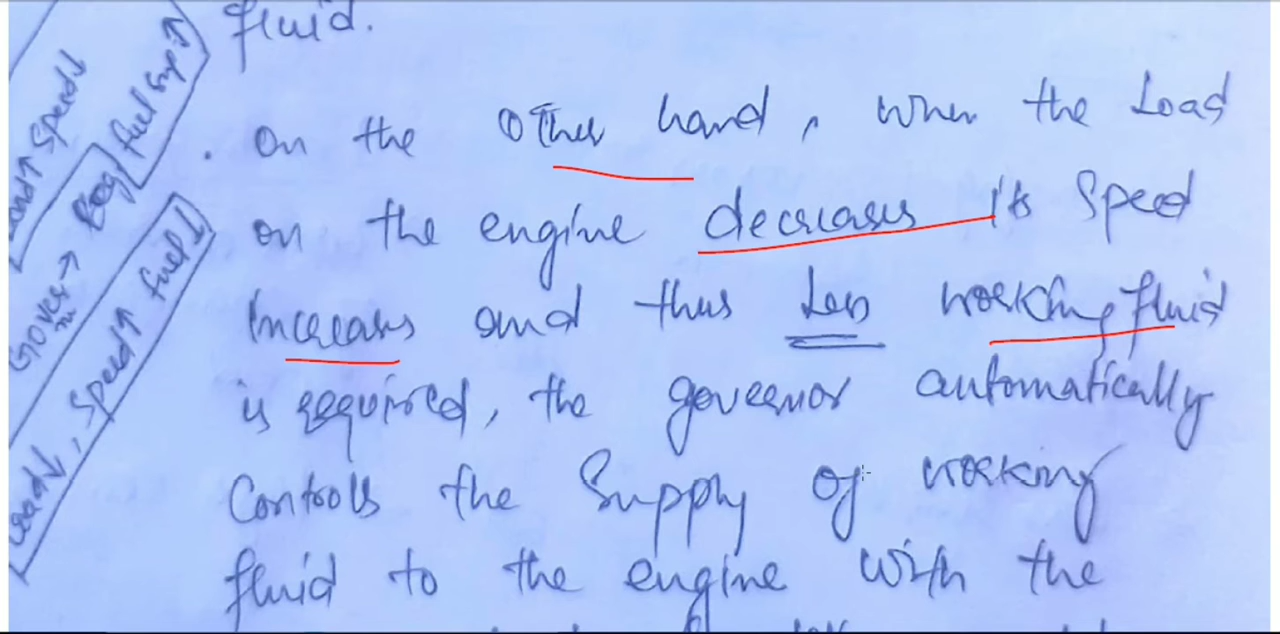 fluid.
. on the other hand, when the Load
on the engine decreases its Speed
Increases and thus Less working fluid
is required, the governor automatically
Controls the Supply of working
fluid to the engine with the
Load↑ Speed↓
Gover → Req fuel Sup↑
Load↓, Speed↑ fuel↓